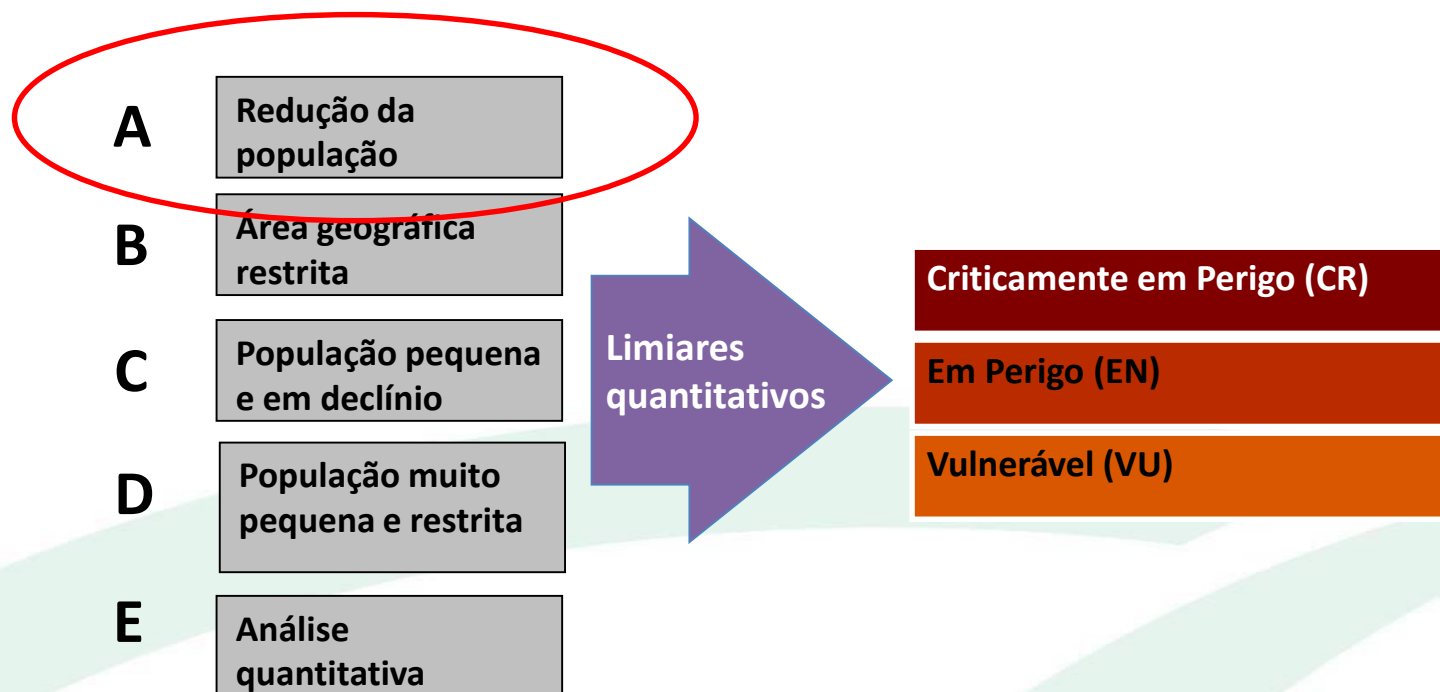 A
Redução da
população
B
Área geográfica
restrita
C
População pequena
e em declínio
D
População muito
pequena e restrita
E
Análise
quantitativa
Limiares
quantitativos
Criticamente em Perigo (CR)
Em Perigo (EN)
Vulnerável (VU)